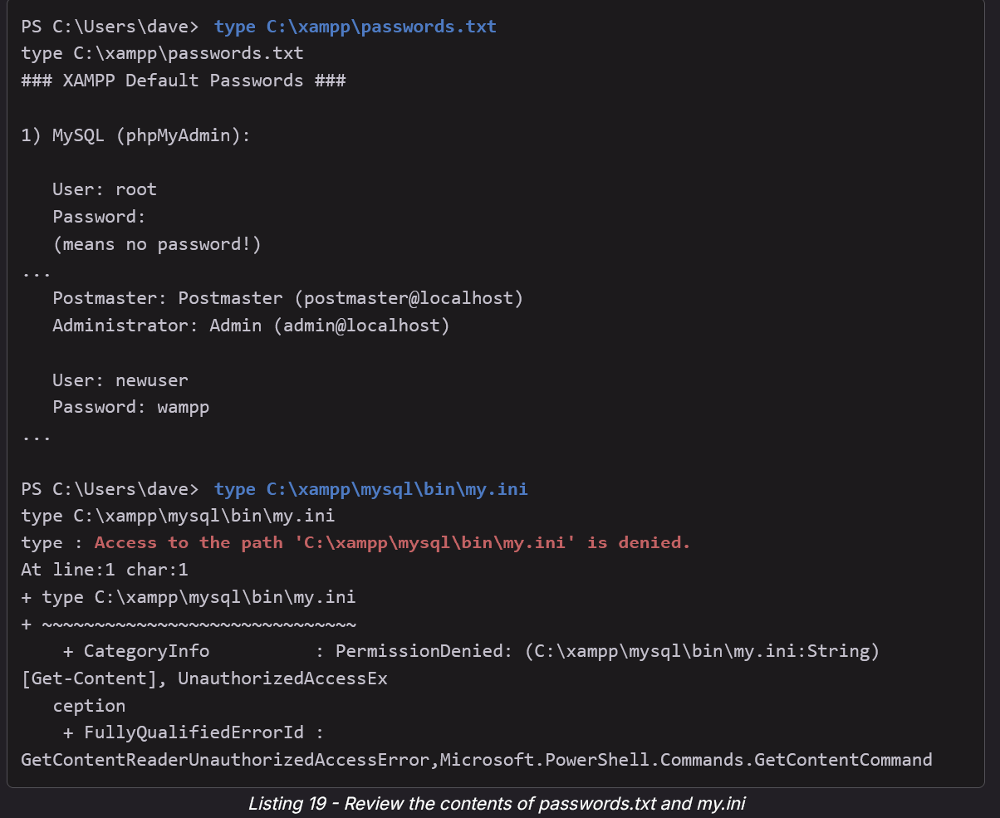 PS C:\Users\dave> type C:\xampp\passwords.txt
type C:\xampp\passwords.txt
### XAMPP Default Passwords ###
1) MySQL (phpMyAdmin):
User: root
Password:
(means no password!)
...
Postmaster: Postmaster (postmaster@localhost)
Administrator: Admin (admin@localhost)
User: newuser
Password: wampp
...
PS C:\Users\dave> type C:\xampp\mysql\bin\my.ini
type C:\xampp\mysql\bin\my.ini
type : Access to the path 'C:\xampp\mysql\bin\my.ini' is denied.
At line:1 char:1
+ type C:\xampp\mysql\bin\my.ini
+ ~~~~~~~~~~~~~~~~~~~~~~~~~~~~~~
+ CategoryInfo          : PermissionDenied: (C:\xampp\mysql\bin\my.ini:String)
[Get-Content], UnauthorizedAccessEx
ception
+ FullyQualifiedErrorId :
GetContentReaderUnauthorizedAccessError,Microsoft.PowerShell.Commands.GetContentCommand
Listing 19 - Review the contents of passwords.txt and my.ini